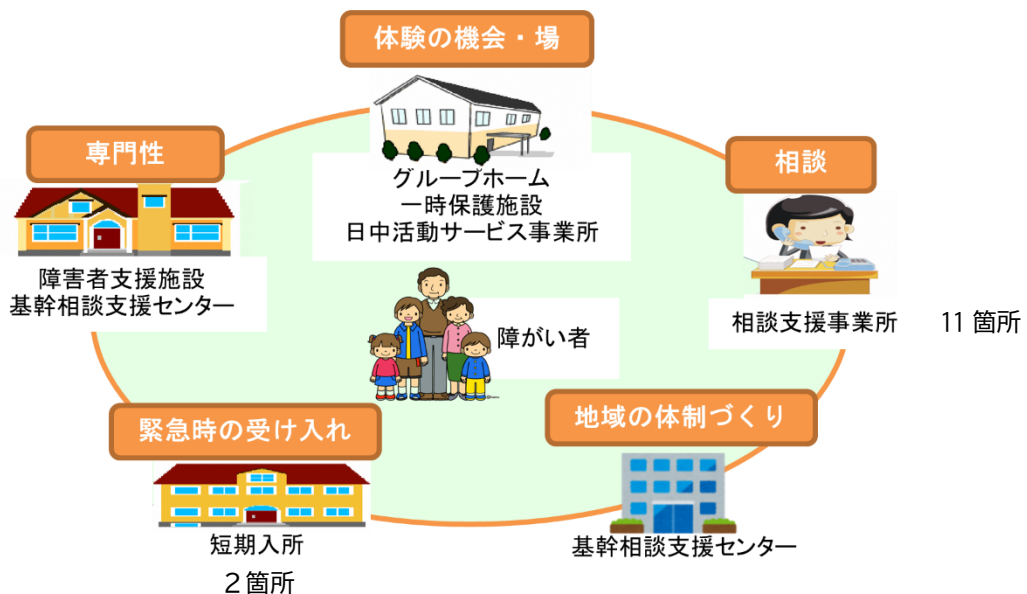 体験の機会・場
グループホーム
一時保護施設
日中活動サービス事業所
専門性
障害者支援施設
基幹相談支援センター
相談
相談支援事業所　11 箇所
障がい者
緊急時の受け入れ
短期入所
2 箇所
地域の体制づくり
基幹相談支援センター